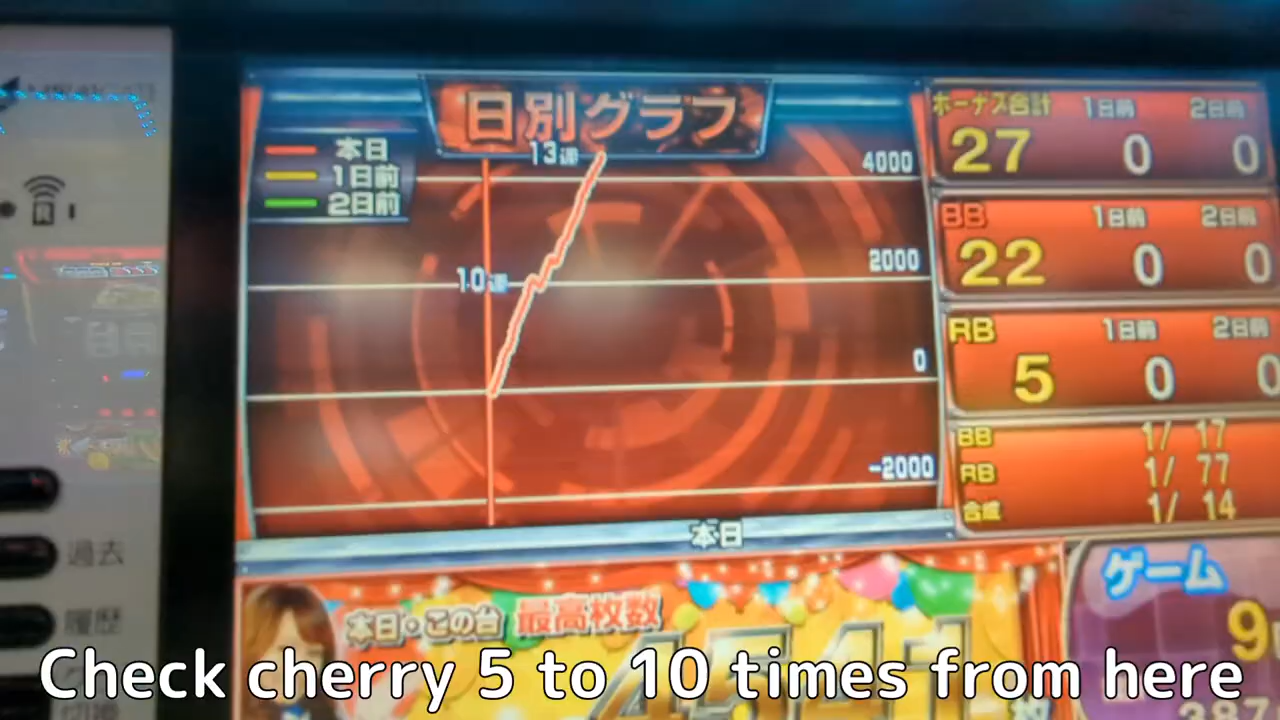 日別グラフ
本日
1日前
2日前
13連
10連
4000
2000
0
-2000
本日
ボーナス合計 1日前 2日前
27 0 0
BB 1日前 2日前
22 0 0
RB 1日前 2日前
5 0 0
BB 1/ 17
RB 1/ 77
合成 1/ 14
過去
履歴
本日・この台 最高枚数
4541
ゲーム
Check cherry 5 to 10 times from here